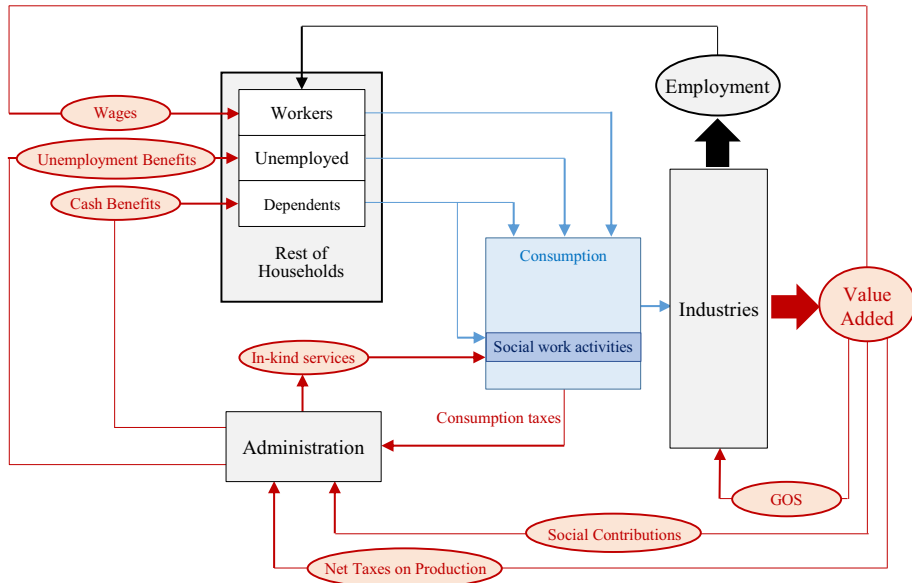 Employment
Workers
Wages
Unemployment Benefits
Unemployed
Cash Benefits
Dependents
Rest of
Households
Consumption
Industries
Value
Added
Social work activities
In-kind services
Consumption taxes
Administration
GOS
Social Contributions
Net Taxes on Production